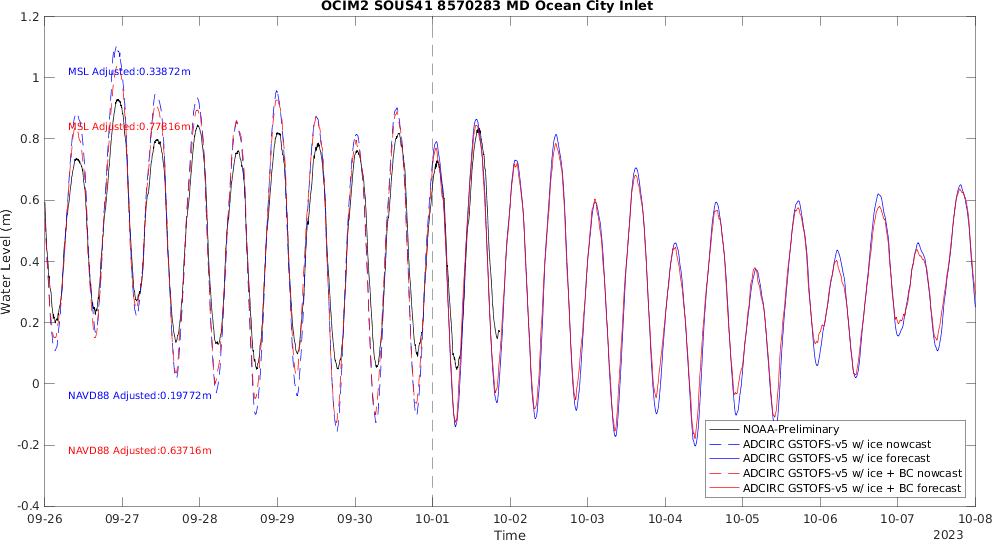 OCIM2 SOUS41 8570283 MD Ocean City Inlet
1.2
1
0.8
0.6
0.4
0.2
0
-0.2
-0.4
Water Level (m)
MSL Adjusted:0.33872m
MSL Adjusted:0.77816m
NAVD88 Adjusted:0.19772m
NAVD88 Adjusted:0.63716m
NOAA-Preliminary
ADCIRC GSTOFS-v5 w/ ice nowcast
ADCIRC GSTOFS-v5 w/ ice forecast
ADCIRC GSTOFS-v5 w/ ice + BC nowcast
ADCIRC GSTOFS-v5 w/ ice + BC forecast
09-26 09-27 09-28 09-29 09-30 10-01 10-02 10-03 10-04 10-05 10-06 10-07 10-08
Time
2023